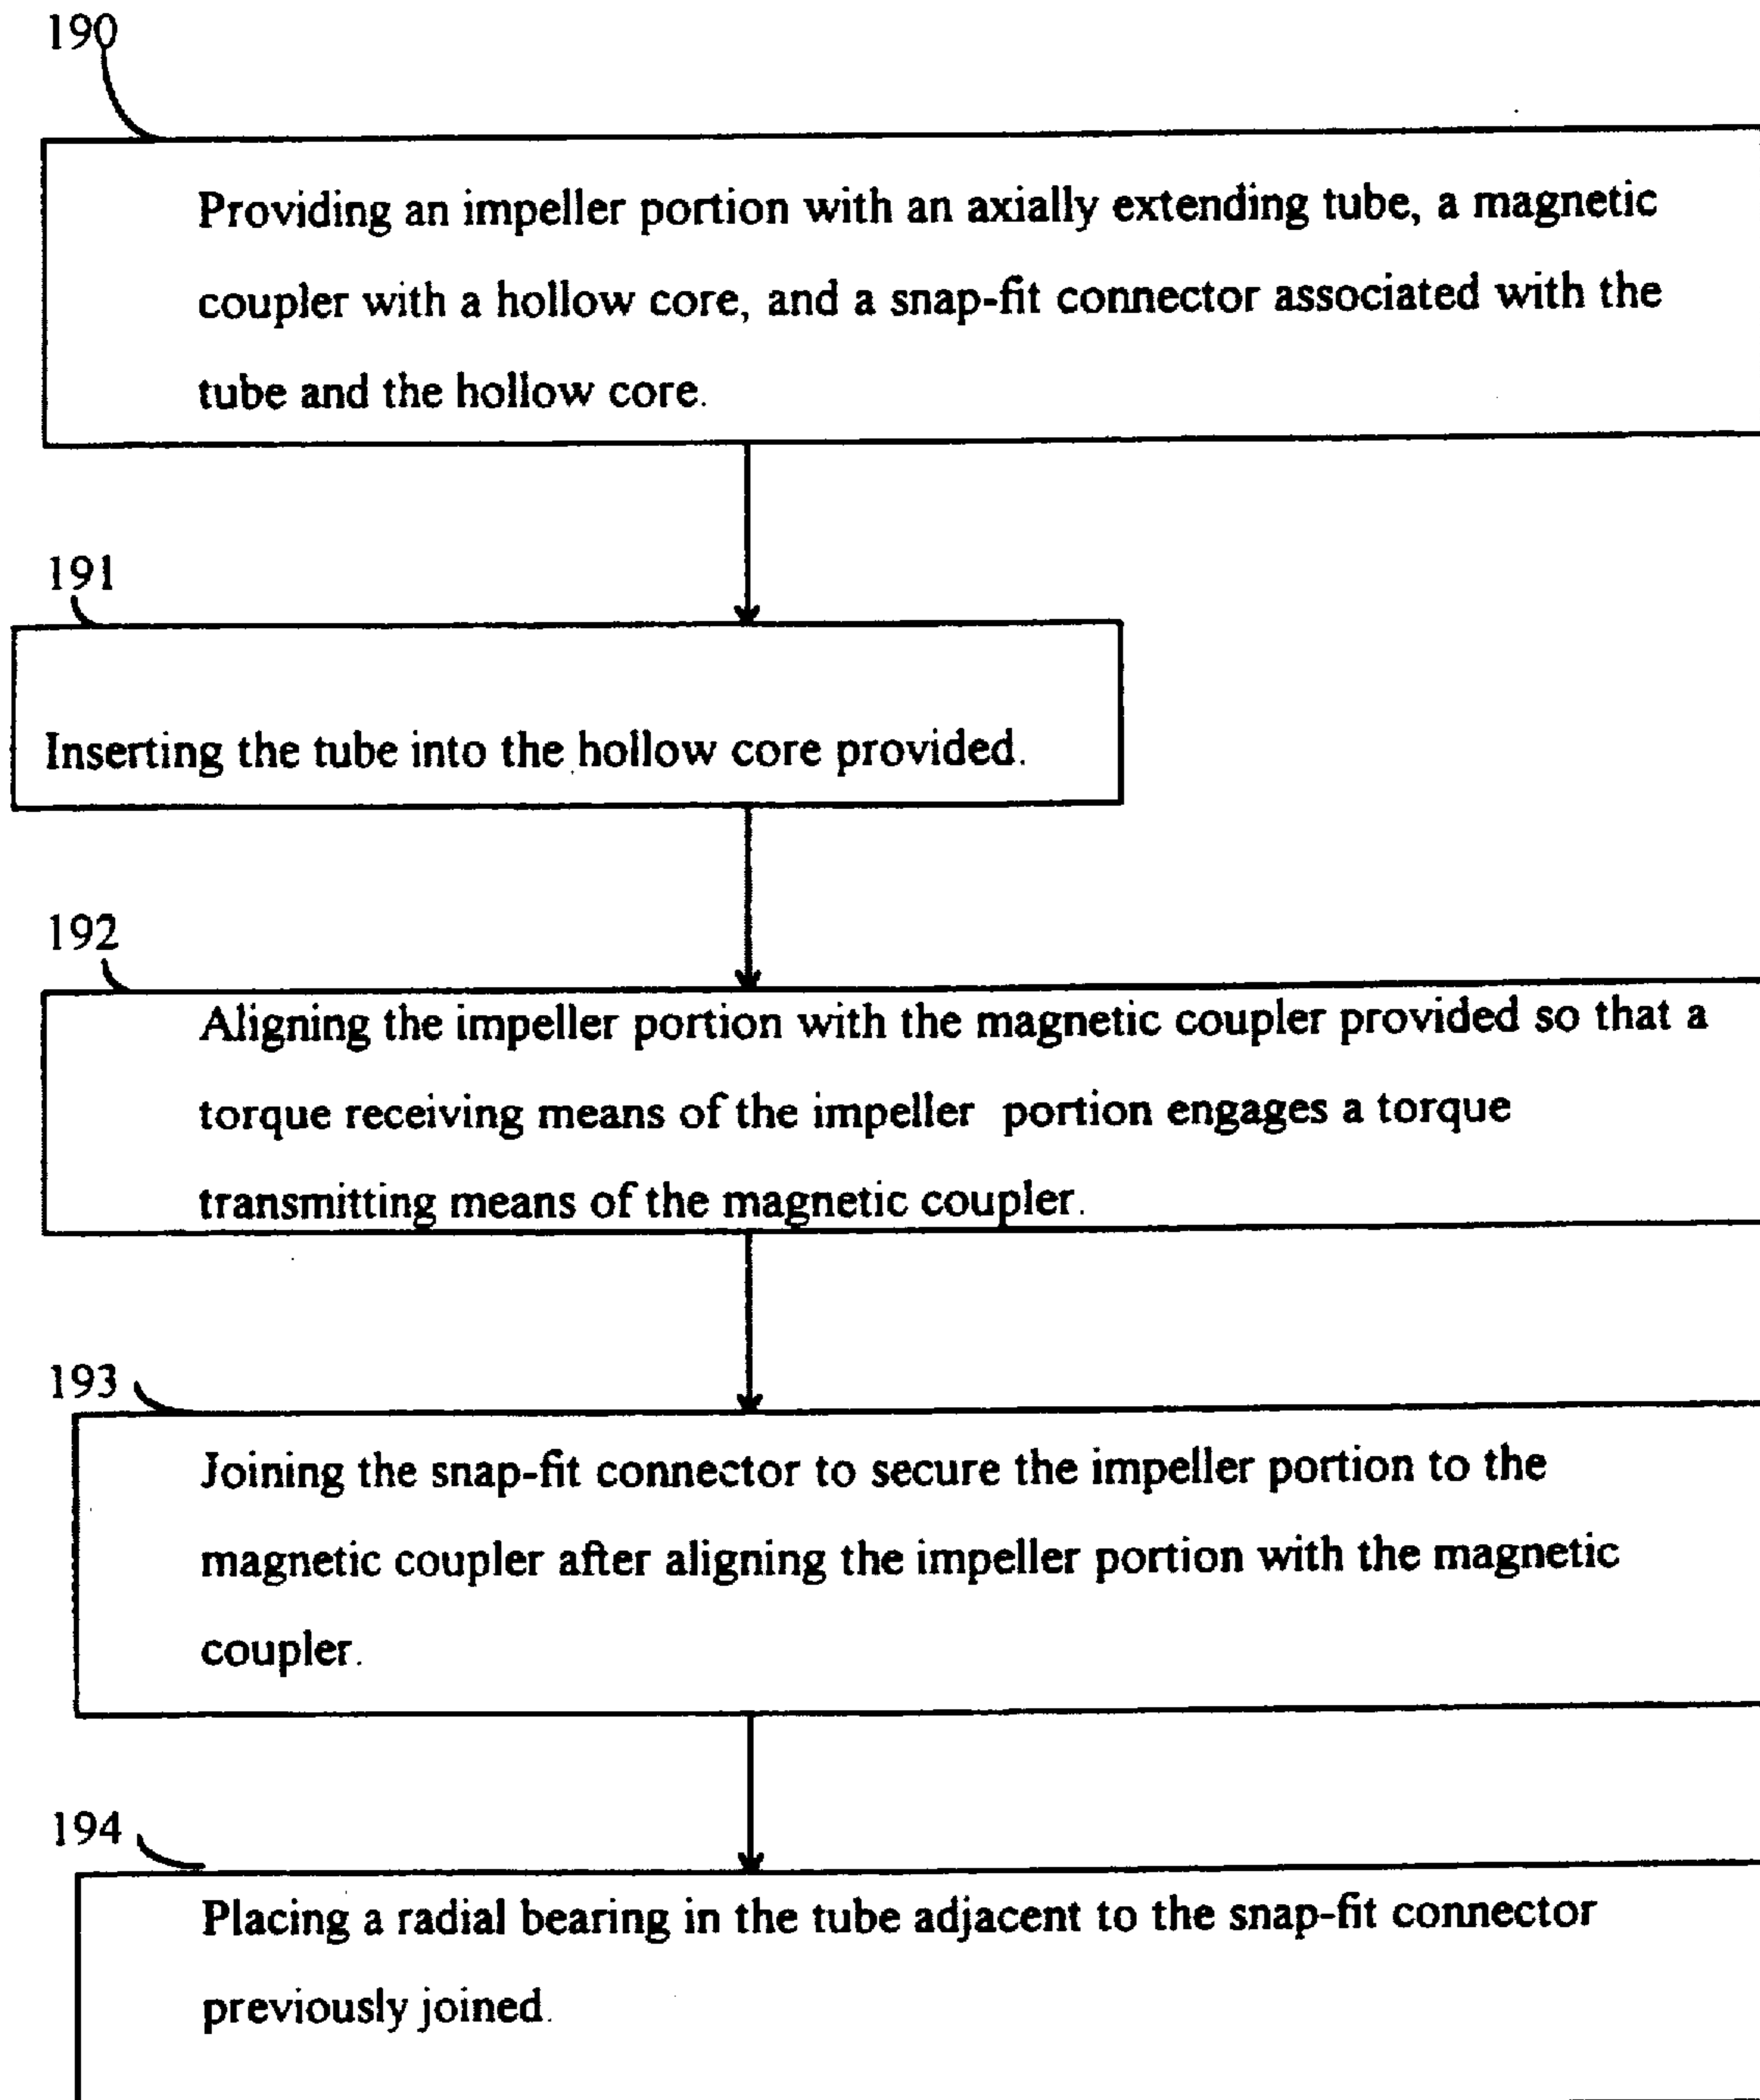 190
Providing an impeller portion with an axially extending tube, a magnetic
coupler with a hollow core, and a snap-fit connector associated with the
tube and the hollow core.
191
Inserting the tube into the hollow core provided.
192
Aligning the impeller portion with the magnetic coupler provided so that a
torque receiving means of the impeller portion engages a torque
transmitting means of the magnetic coupler.
193
Joining the snap-fit connector to secure the impeller portion to the
magnetic coupler after aligning the impeller portion with the magnetic
coupler.
194
Placing a radial bearing in the tube adjacent to the snap-fit connector
previously joined.